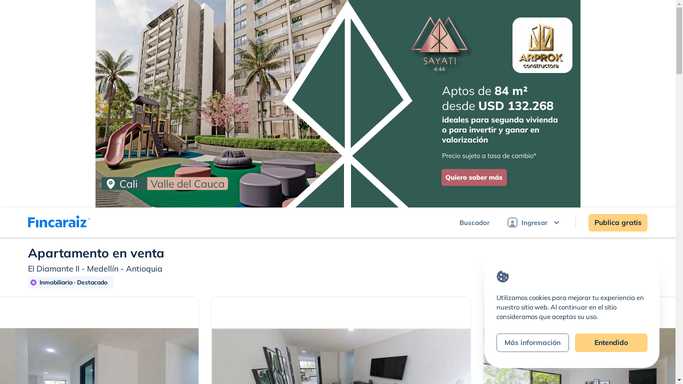 SAYATI
4:44
ARPROK
constructora
Aptos de 84 m²
desde USD 132.268
ideales para segunda vivienda
o para invertir y ganar en
valorización
Precio sujeto a tasa de cambio*
Quiero saber más
Cali
Valle del Cauca
Fincaraiz
Buscador
Ingresar
Publica gratis
Apartamento en venta
El Diamante II - Medellín - Antioquia
Inmobiliaria · Destacado
Utilizamos cookies para mejorar tu experiencia en
nuestro sitio web. Al continuar en el sitio
consideramos que aceptas su uso.
Más información
Entendido